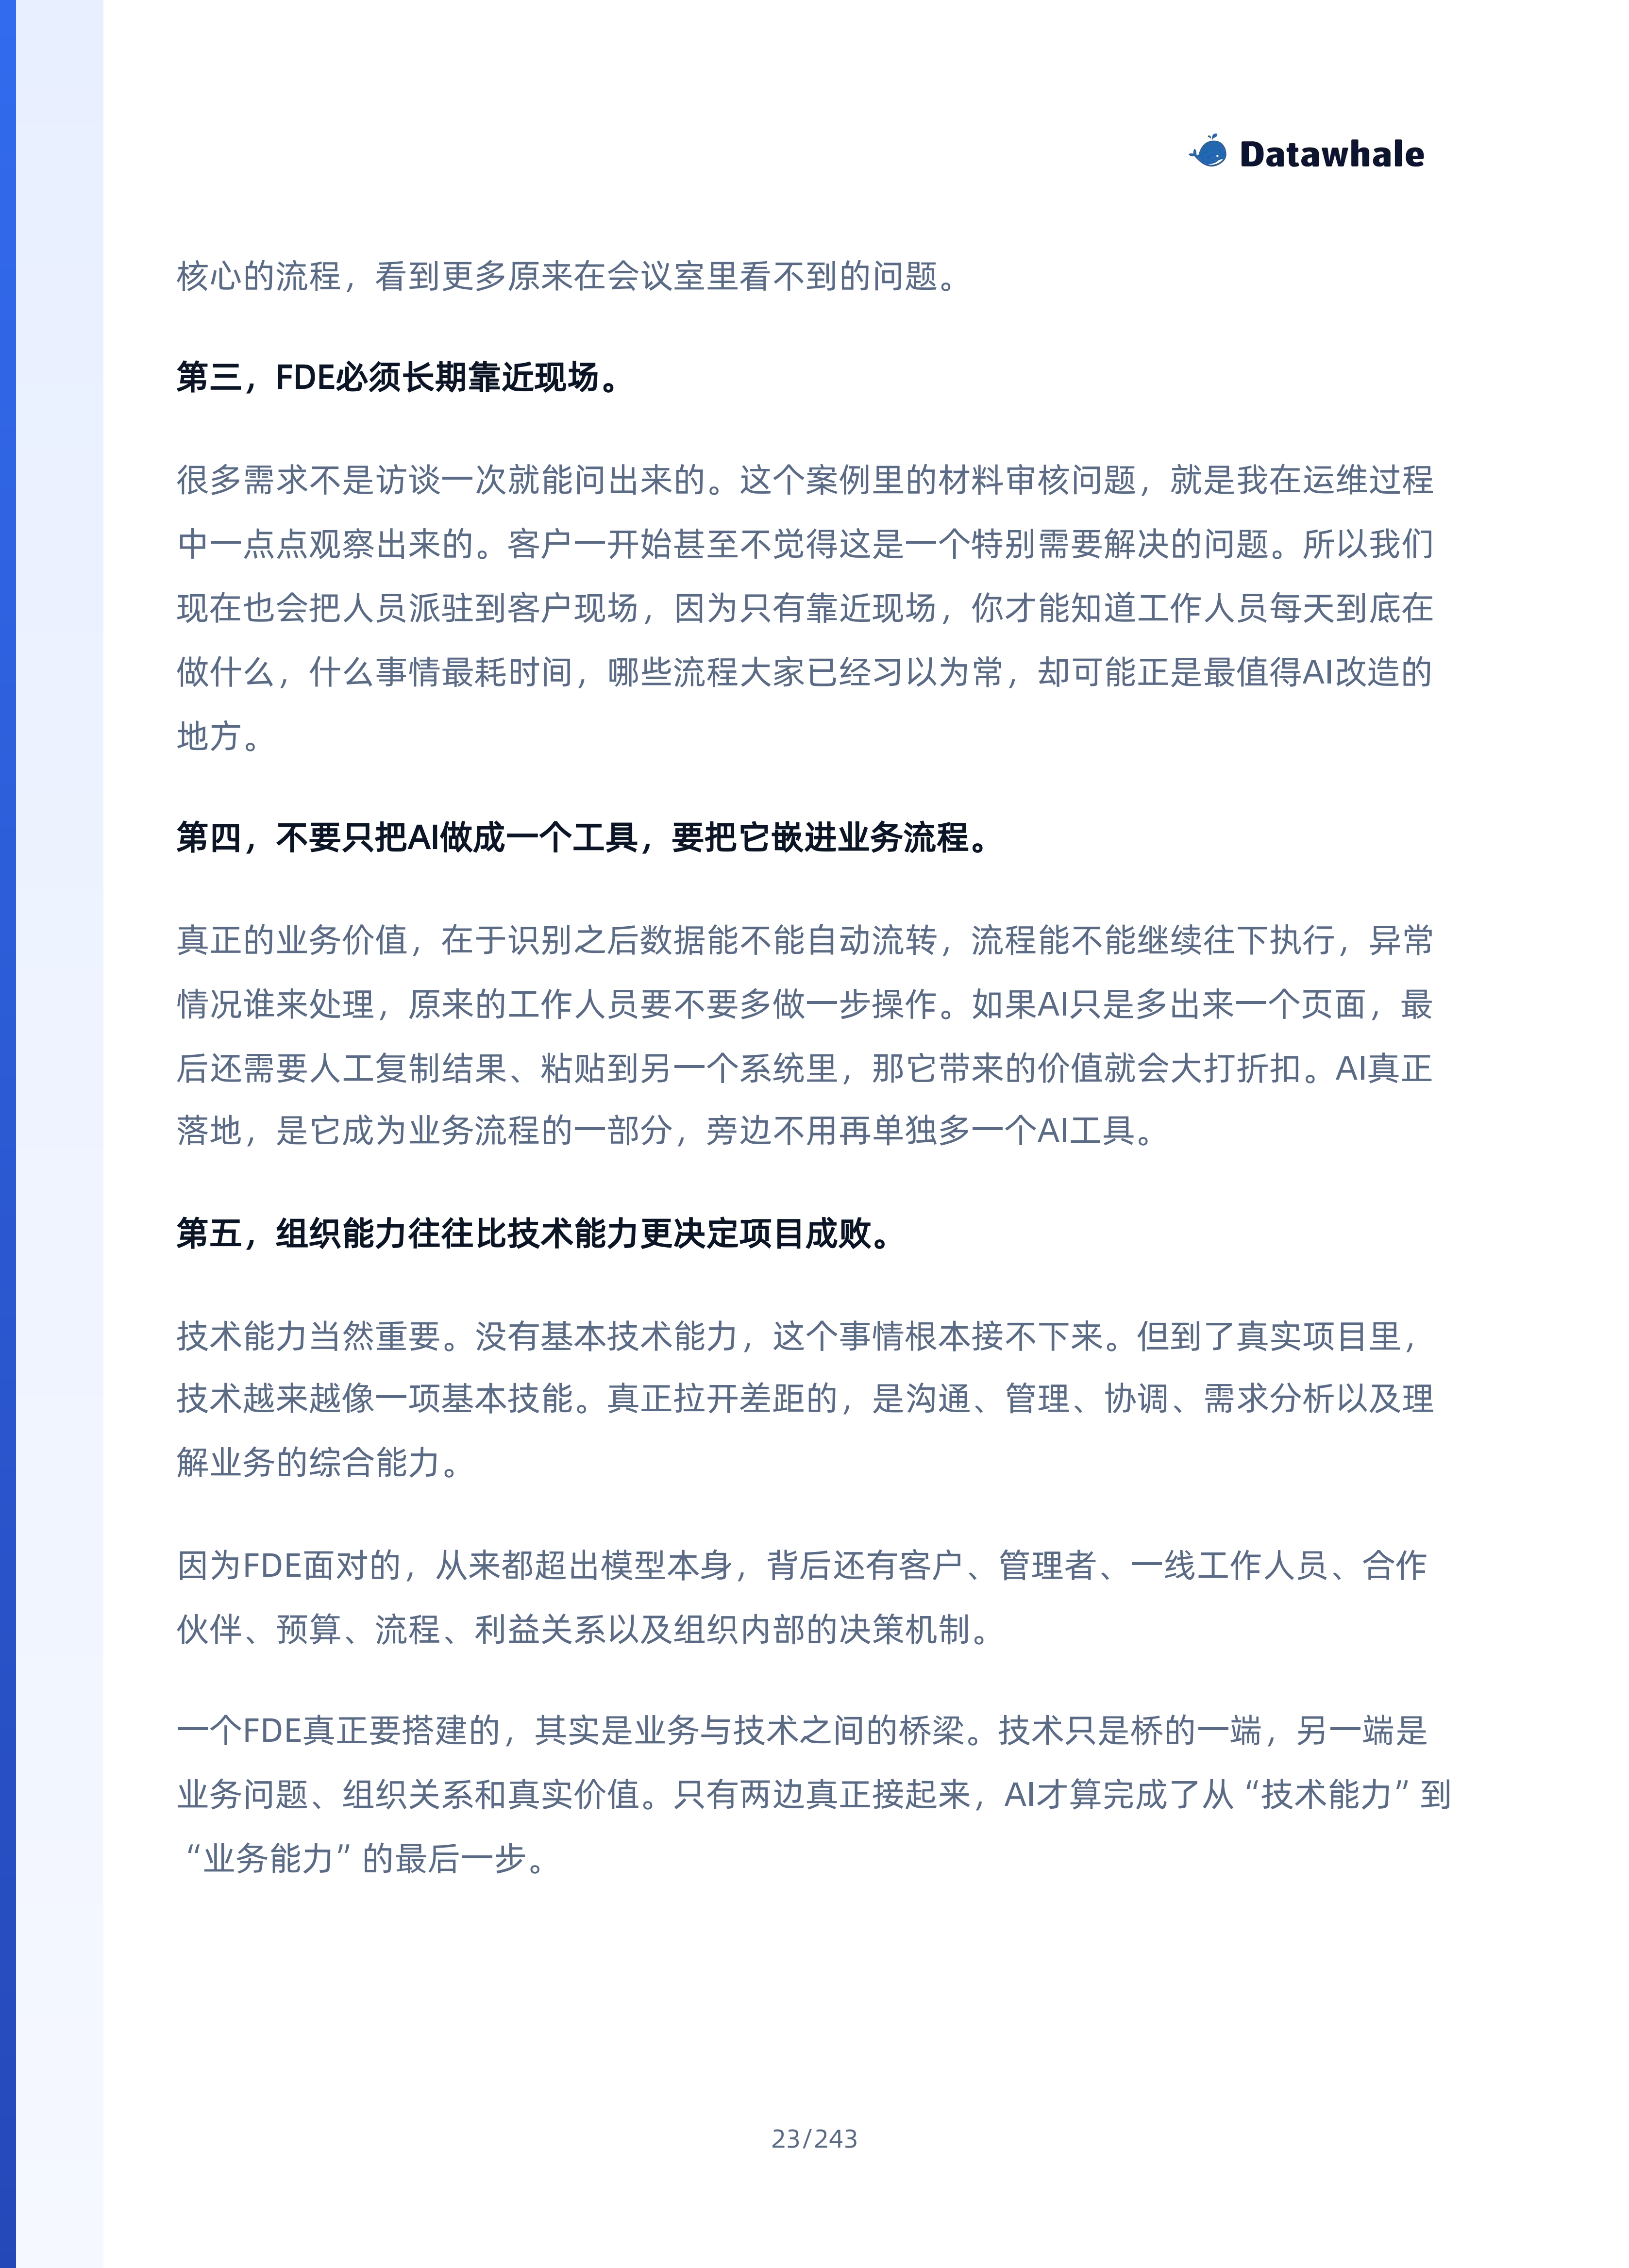 Datawhale
核心的流程，看到更多原来在会议室里看不到的问题。
第三，FDE必须长期靠近现场。
很多需求不是访谈一次就能问出来的。这个案例里的材料审核问题，就是我在运维过程
中一点点观察出来的。客户一开始甚至不觉得这是一个特别需要解决的问题。所以我们
现在也会把人员派驻到客户现场，因为只有靠近现场，你才能知道工作人员每天到底在
做什么，什么事情最耗时间，哪些流程大家已经习以为常，却可能正是最值得AI改造的
地方。
第四，不要只把AI做成一个工具，要把它嵌进业务流程。
真正的业务价值，在于识别之后数据能不能自动流转，流程能不能继续往下执行，异常
情况谁来处理，原来的工作人员要不要多做一步操作。如果AI只是多出来一个页面，最
后还需要人工复制结果、粘贴到另一个系统里，那它带来的价值就会大打折扣。AI真正
落地，是它成为业务流程的一部分，旁边不用再单独多一个AI工具。
第五，组织能力往往比技术能力更决定项目成败。
技术能力当然重要。没有基本技术能力，这个事情根本接不下来。但到了真实项目里，
技术越来越像一项基本技能。真正拉开差距的，是沟通、管理、协调、需求分析以及理
解业务的综合能力。
因为FDE面对的，从来都超出模型本身，背后还有客户、管理者、一线工作人员、合作
伙伴、预算、流程、利益关系以及组织内部的决策机制。
一个FDE真正要搭建的，其实是业务与技术之间的桥梁。技术只是桥的一端，另一端是
业务问题、组织关系和真实价值。只有两边真正接起来，AI才算完成了从“技术能力”到
“业务能力”的最后一步。
23/243